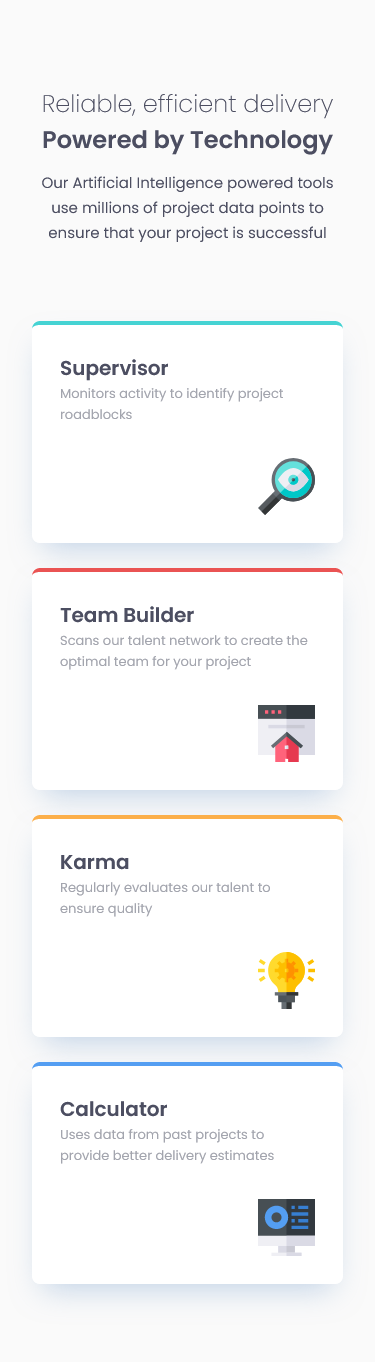 Reliable, efficient delivery
Powered by Technology
Our Artificial Intelligence powered tools
use millions of project data points to
ensure that your project is successful
Supervisor
Monitors activity to identify project
roadblocks
Team Builder
Scans our talent network to create the
optimal team for your project
Karma
Regularly evaluates our talent to
ensure quality
Calculator
Uses data from past projects to
provide better delivery estimates